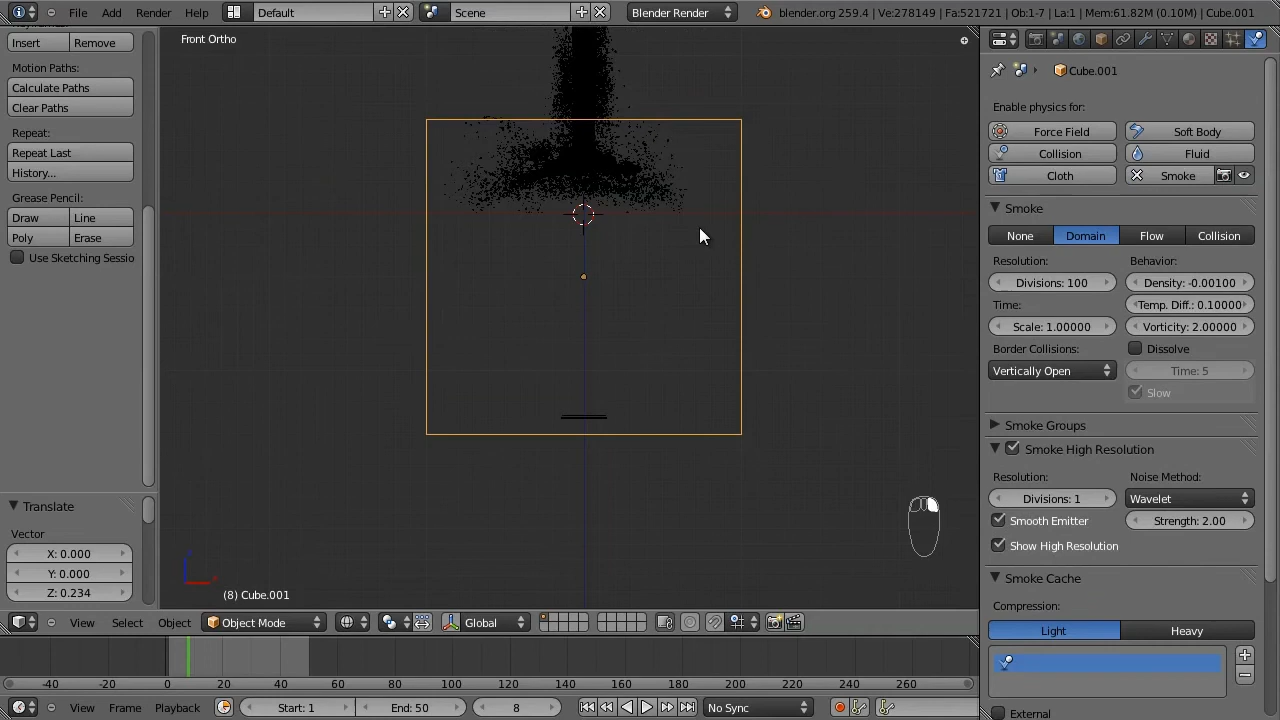 File Add Render Help Default Scene Blender Render blender.org 259.4 | Ve:278149 | Fa:521721 | Ob:1-7 | La:1 | Mem:61.82M (0.10M) | Cube.001
Insert Remove
Motion Paths:
Calculate Paths
Clear Paths
Repeat:
Repeat Last
History...
Grease Pencil:
Draw Line
Poly Erase
Use Sketching Sessio
Translate
Vector
X: 0.000
Y: 0.000
Z: 0.234
Front Ortho
(8) Cube.001
View Select Object Object Mode Global
-40 -20 0 20 40 60 80 100 120 140 160 180 200 220 240 260
View Frame Playback Start: 1 End: 50 8 No Sync
Cube.001
Enable physics for:
Force Field Soft Body
Collision Fluid
Cloth Smoke
Smoke
None Domain Flow Collision
Resolution: Behavior:
Divisions: 100 Density: -0.00100
Time: Temp. Diff.: 0.10000
Scale: 1.00000 Vorticity: 2.00000
Border Collisions: Dissolve
Vertically Open Time: 5
Slow
Smoke Groups
Smoke High Resolution
Resolution: Noise Method:
Divisions: 1 Wavelet
Smooth Emitter Strength: 2.00
Show High Resolution
Smoke Cache
Compression:
Light Heavy
External